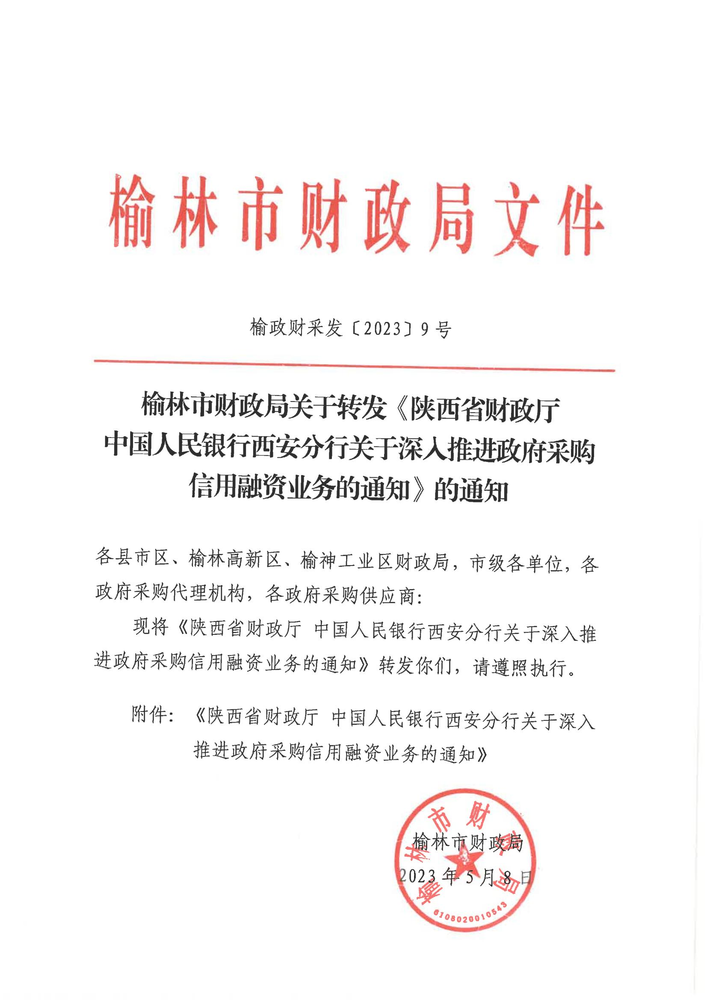 榆林市财政局文件
榆政财采发〔2023〕9号
榆林市财政局关于转发《陕西省财政厅
中国人民银行西安分行关于深入推进政府采购
信用融资业务的通知》的通知
各县市区、榆林高新区、榆神工业区财政局，市级各单位，各
政府采购代理机构，各政府采购供应商：
现将《陕西省财政厅 中国人民银行西安分行关于深入推
进政府采购信用融资业务的通知》转发你们，请遵照执行。
附件：《陕西省财政厅 中国人民银行西安分行关于深入
推进政府采购信用融资业务的通知》
榆林市财政局
2023年5月8日
榆林市财政局
6108020010543